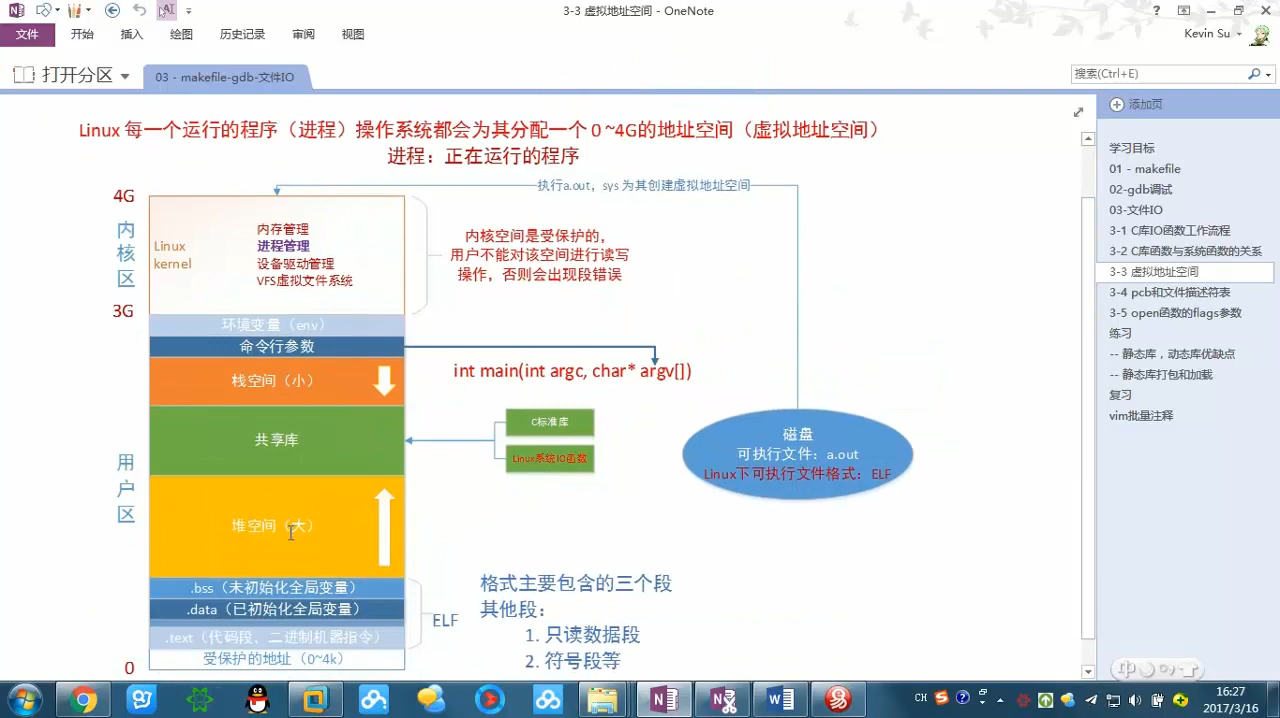 3-3 虚拟地址空间 - OneNote
文件
开始
插入
绘图
历史记录
审阅
视图
Kevin Su
打开分区
03 - makefile-gdb-文件IO
搜索(Ctrl+E)
添加页
学习目标
01 - makefile
02-gdb调试
03-文件IO
3-1 C库IO函数工作流程
3-2 C库函数与系统函数的关系
3-3 虚拟地址空间
3-4 pcb和文件描述符表
3-5 open函数的flags参数
练习
-- 静态库，动态库优缺点
-- 静态库打包和加载
复习
vim批量注释
Linux 每一个运行的程序（进程）操作系统都会为其分配一个 0 ~4G的地址空间（虚拟地址空间）
进程：正在运行的程序
执行a.out，sys 为其创建虚拟地址空间
4G
内核区
3G
Linux kernel
内存管理
进程管理
设备驱动管理
VFS虚拟文件系统
内核空间是受保护的，
用户不能对该空间进行读写
操作，否则会出现段错误
环境变量（env）
命令行参数
int main(int argc, char* argv[])
栈空间（小）
共享库
C标准库
Linux系统IO函数
磁盘
可执行文件：a.out
Linux下可执行文件格式：ELF
用户区
堆空间（大）
.bss（未初始化全局变量）
.data（已初始化全局变量）
.text（代码段、二进制机器指令）
受保护的地址（0~4k）
0
ELF
格式主要包含的三个段
其他段：
1. 只读数据段
2. 符号段等
CH
16:27
2017/3/16